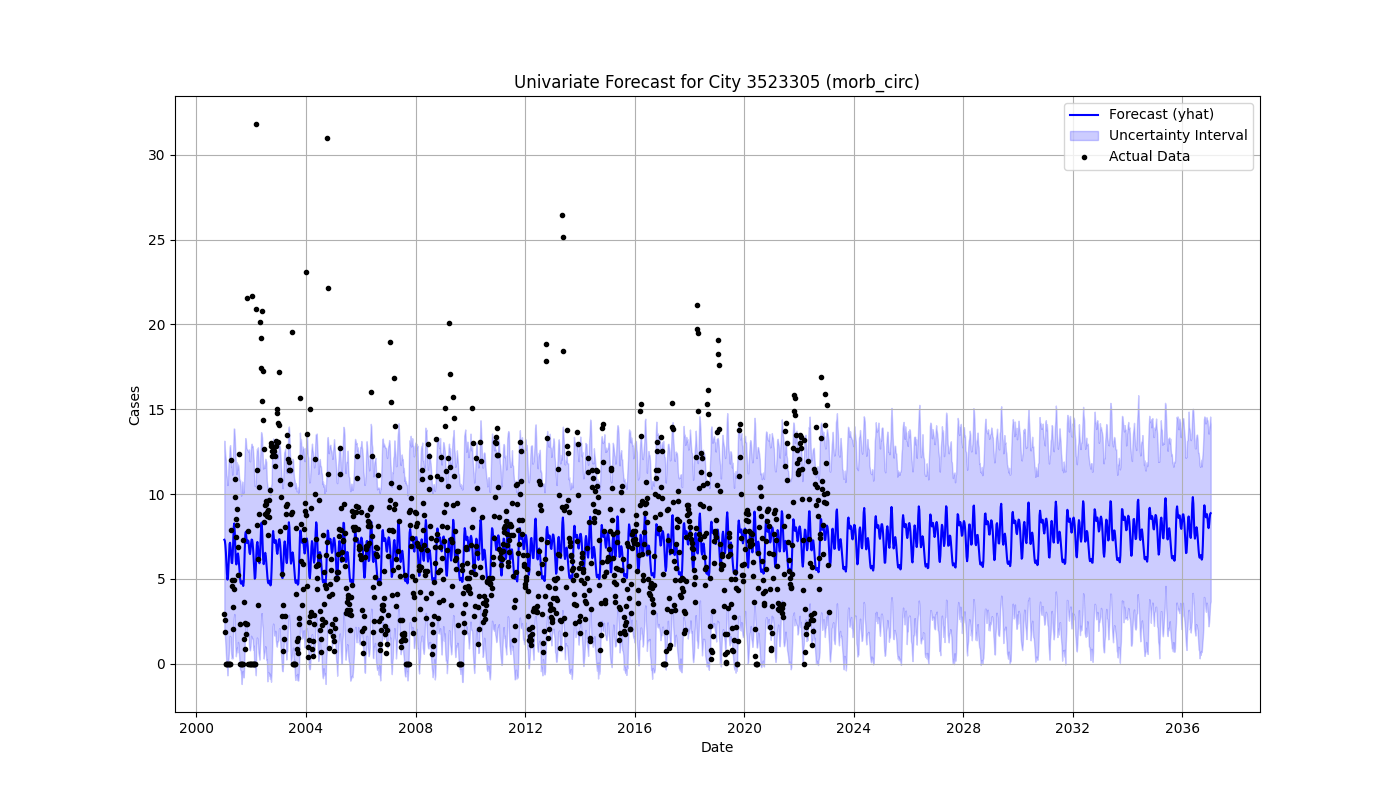 Univariate Forecast for City 3523305 (morb_circ)
Forecast (yhat)
Uncertainty Interval
Actual Data
Cases
30
25
20
15
10
5
0
2000 2004 2008 2012 2016 2020 2024 2028 2032 2036
Date